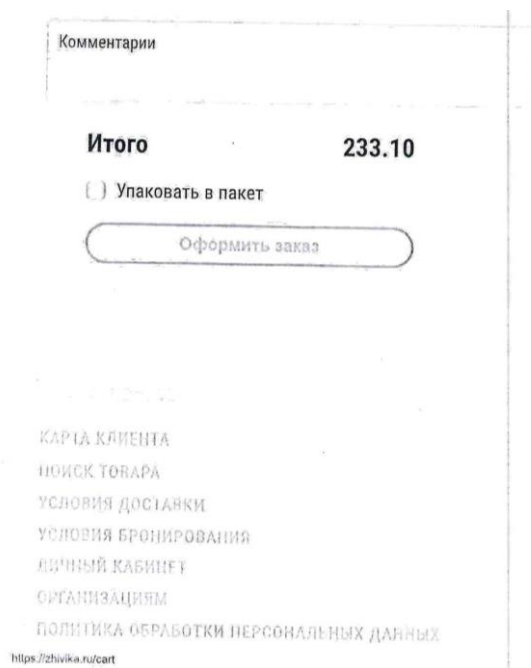 Комментарии
Итого 233.10
Упаковать в пакет
Оформить заказ
КАРТА КЛИЕНТА
ПОИСК ТОВАРА
УСЛОВИЯ ДОСТАВКИ
УСЛОВИЯ БРОНИРОВАНИЯ
ЛИЧНЫЙ КАБИНЕТ
ОРГАНИЗАЦИЯМ
ПОЛИТИКА ОБРАБОТКИ ПЕРСОНАЛЬНЫХ ДАННЫХ
https://zhivika.ru/cart